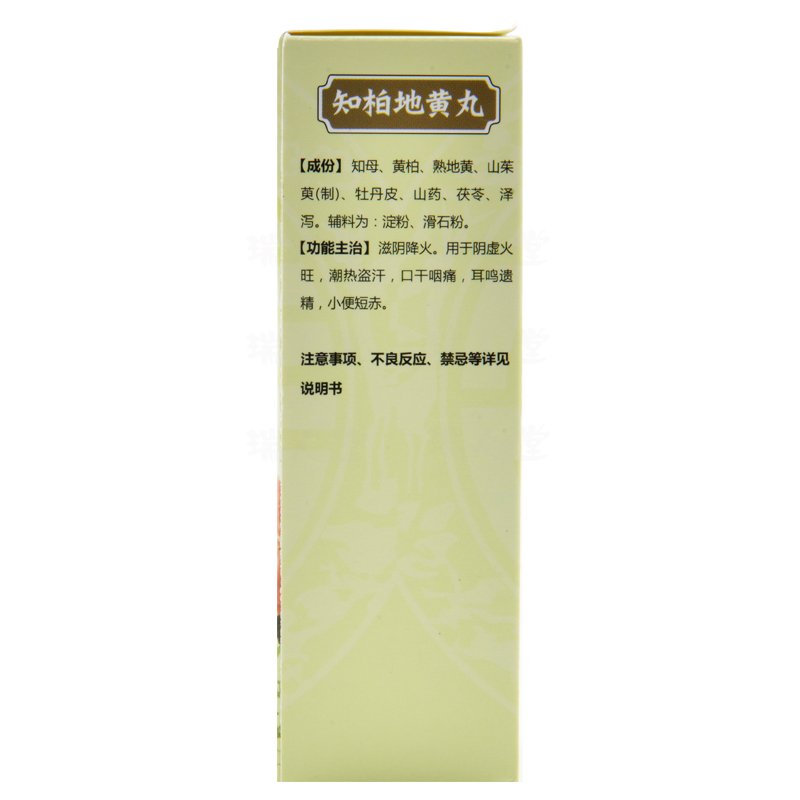 知柏地黄丸
【成份】知母、黄柏、熟地黄、山茱
萸(制)、牡丹皮、山药、茯苓、泽
泻。辅料为：淀粉、滑石粉。
【功能主治】滋阴降火。用于阴虚火
旺，潮热盗汗，口干咽痛，耳鸣遗
精，小便短赤。
注意事项、不良反应、禁忌等详见
说明书